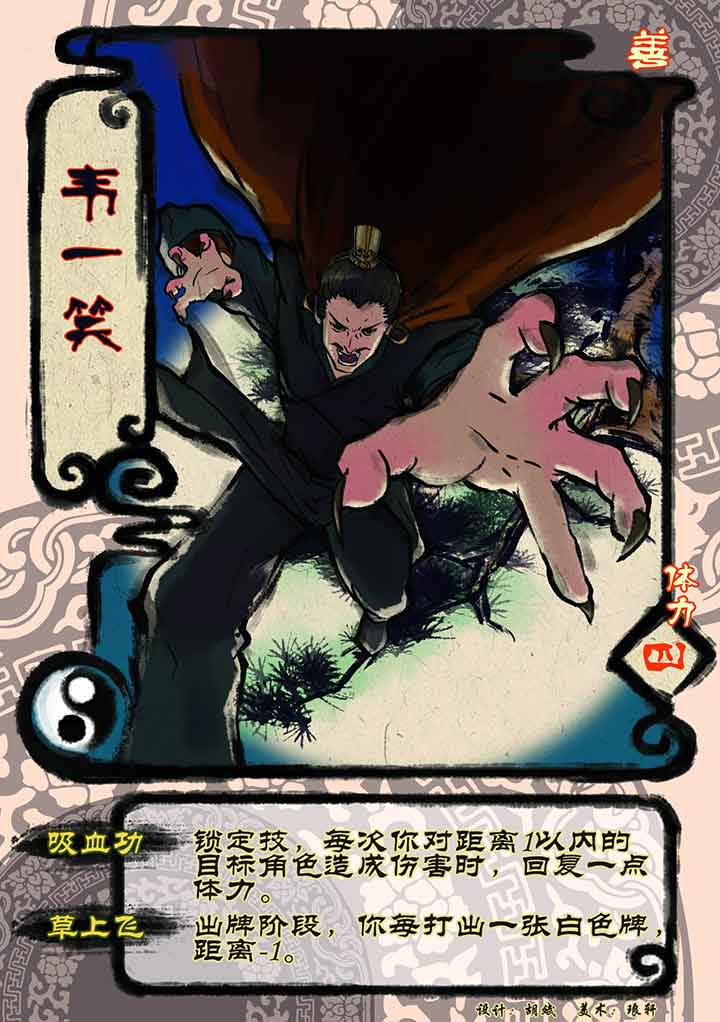 善
韦一笑
体力
四
吸血功
锁定技，每次你对距离1以内的
目标角色造成伤害时，回复一点
体力。
草上飞
出牌阶段，你每打出一张白色牌，
距离-1。
设计：胡斌 美术：琅轩